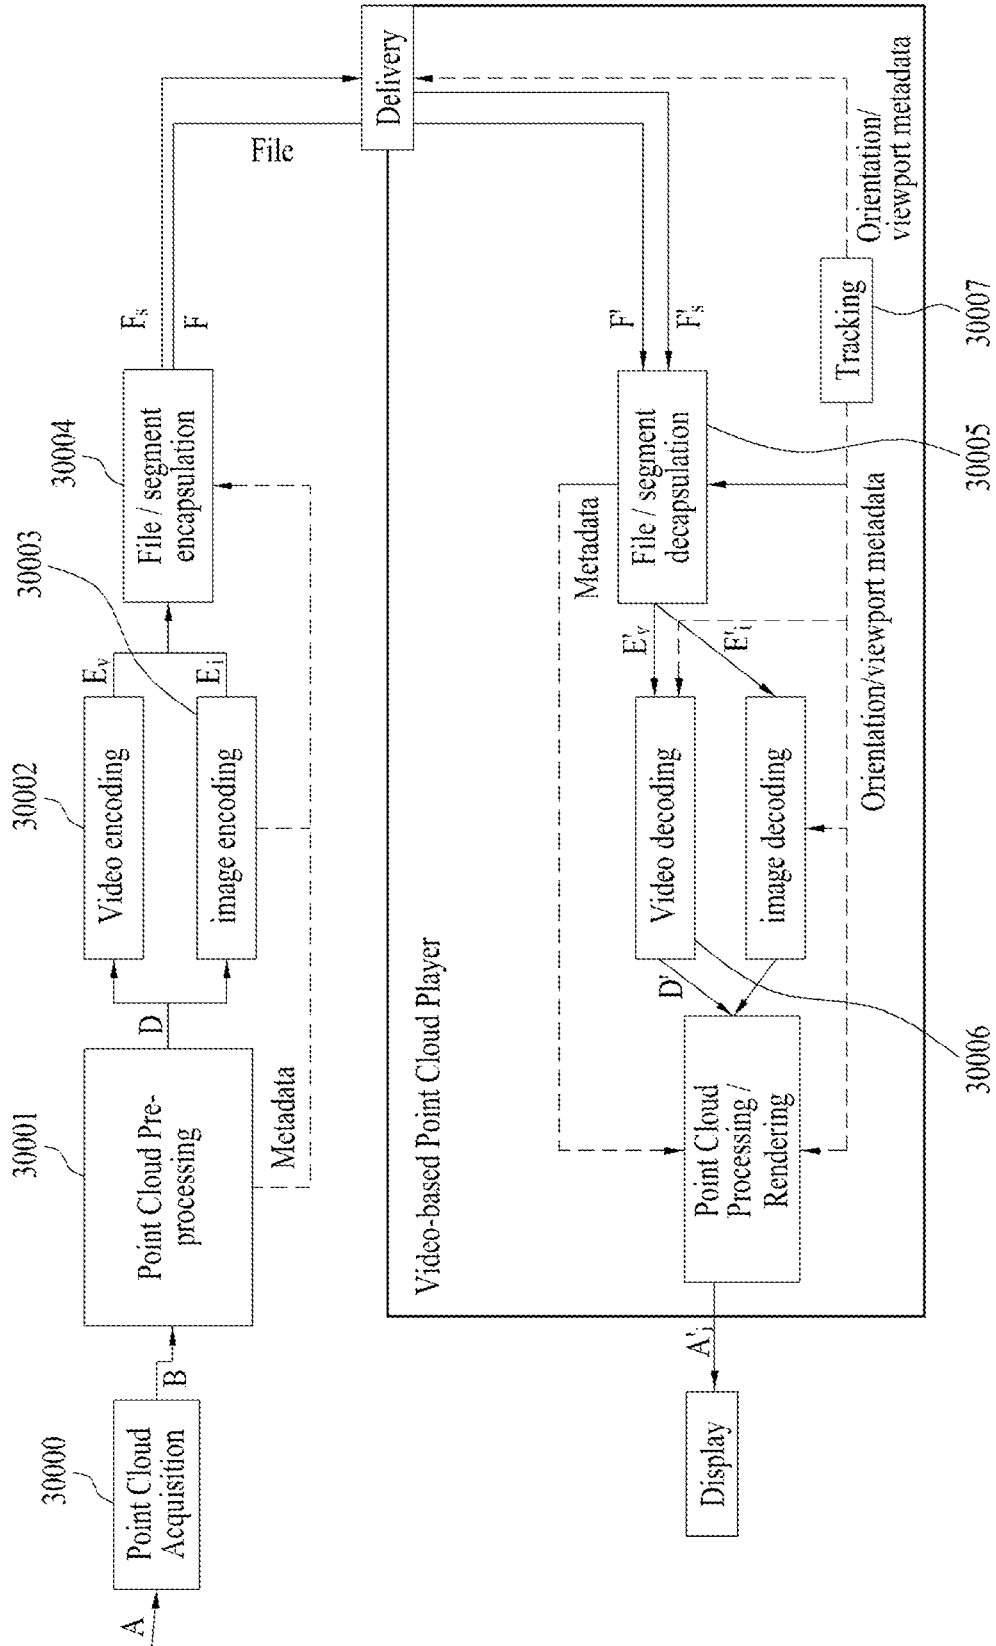 A
Point Cloud
Acquisition
30000
B
Point Cloud Pre-
processing
30001
D
Metadata
Video encoding
30002
image encoding
30003
Ev
Ei
File / segment
encapsulation
30004
Fs
F
File
Delivery
Video-based Point Cloud Player
F'
F's
File / segment
decapsulation
30005
Metadata
E'v
E'i
Video decoding
image decoding
D'
30006
Point Cloud
Processing /
Rendering
A'i
Display
Tracking
30007
Orientation/
viewport metadata
Orientation/viewport metadata